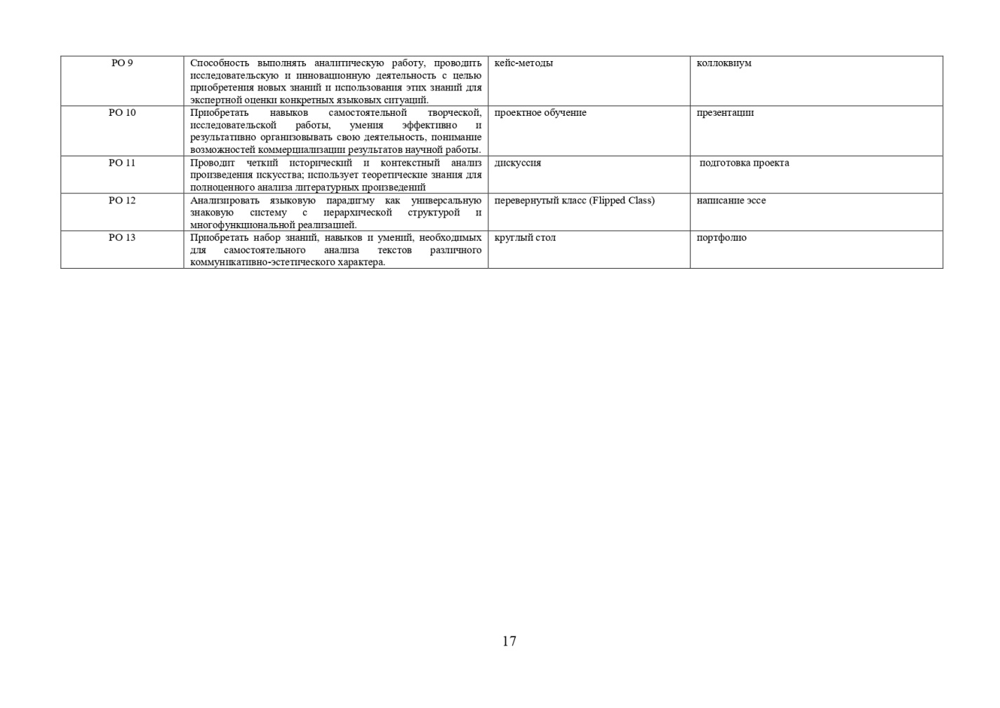 РО 9
Способность выполнять аналитическую работу, проводить
исследовательскую и инновационную деятельность с целью
приобретения новых знаний и использования этих знаний для
экспертной оценки конкретных языковых ситуаций.
кейс-методы
коллоквиум
РО 10
Приобретать навыков самостоятельной творческой,
исследовательской работы, умения эффективно и
результативно организовывать свою деятельность, понимание
возможностей коммерциализации результатов научной работы.
проектное обучение
презентации
РО 11
Проводит четкий исторический и контекстный анализ
произведения искусства; использует теоретические знания для
полноценного анализа литературных произведений
дискуссия
подготовка проекта
РО 12
Анализировать языковую парадигму как универсальную
знаковую систему с иерархической структурой и
многофункциональной реализацией.
перевернутый класс (Flipped Class)
написание эссе
РО 13
Приобретать набор знаний, навыков и умений, необходимых
для самостоятельного анализа текстов различного
коммуникативно-эстетического характера.
круглый стол
портфолио
17